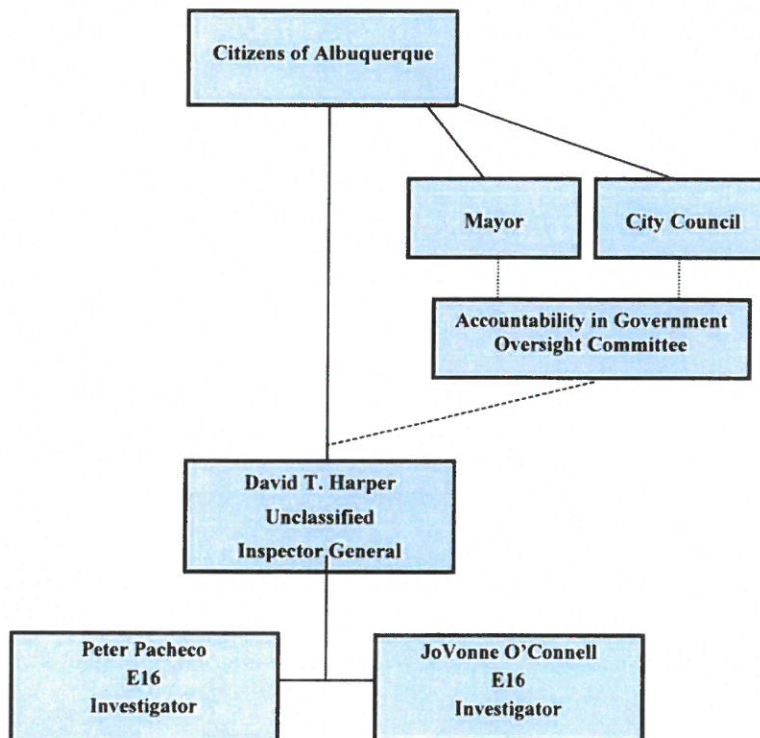 Citizens of Albuquerque
Mayor
City Council
Accountability in Government
Oversight Committee
David T. Harper
Unclassified
Inspector General
Peter Pacheco
E16
Investigator
JoVonne O'Connell
E16
Investigator